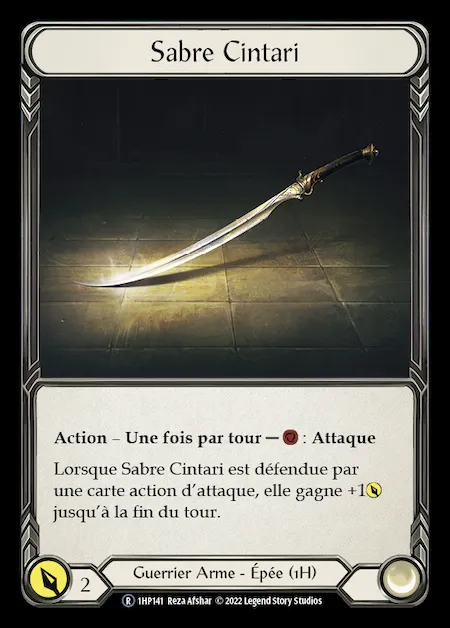 Sabre Cintari
Action – Une fois par tour — : Attaque
Lorsque Sabre Cintari est défendue par
une carte action d'attaque, elle gagne +1
jusqu'à la fin du tour.
2
Guerrier Arme - Épée (1H)
R 1HP141 Reza Afshar © 2022 Legend Story Studios